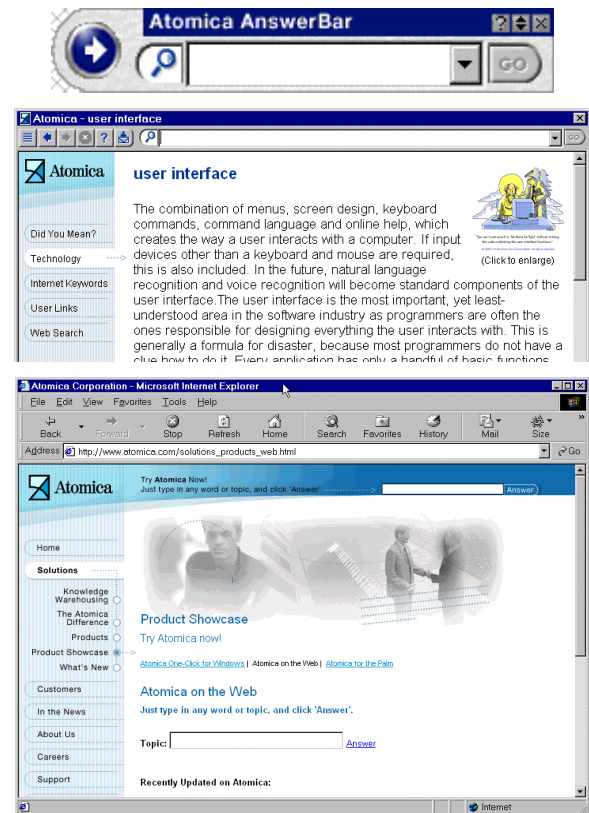 Atomica AnswerBar
GO
Atomica - user interface
GO
Atomica
user interface
The combination of menus, screen design, keyboard
commands, command language and online help, which
creates the way a user interacts with a computer. If input
devices other than a keyboard and mouse are required,
this is also included. In the future, natural language
recognition and voice recognition will become standard components of the
user interface.The user interface is the most important, yet least-
understood area in the software industry as programmers are often the
ones responsible for designing everything the user interacts with. This is
generally a formula for disaster, because most programmers do not have a
clue how to do it. Every application has only a handful of basic functions
(Click to enlarge)
Did You Mean?
Technology
Internet Keywords
User Links
Web Search
Atomica Corporation - Microsoft Internet Explorer
File Edit View Favorites Tools Help
Back Forward Stop Refresh Home Search Favorites History Mail Size »
Address http://www.atomica.com/solutions_products_web.html Go
Atomica
Try Atomica Now!
Just type in any word or topic, and click 'Answer' Answer
Home
Solutions
Knowledge
Warehousing
The Atomica
Difference
Products
Product Showcase
What's New
Customers
In the News
About Us
Careers
Support
Product Showcase
Try Atomica now!
Atomica One-Click for Windows | Atomica on the Web | Atomica for the Palm
Atomica on the Web
Just type in any word or topic, and click 'Answer'.
Topic: Answer
Recently Updated on Atomica:
Internet